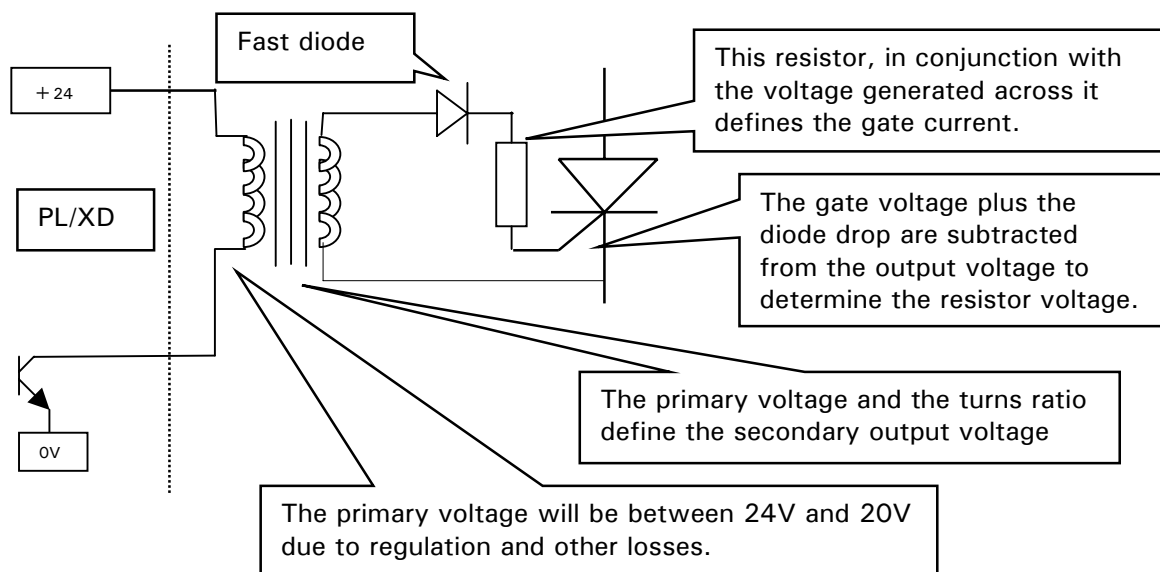 Fast diode
This resistor, in conjunction with
the voltage generated across it
defines the gate current.
+24
PL/XD
The gate voltage plus the
diode drop are subtracted
from the output voltage to
determine the resistor voltage.
The primary voltage and the turns ratio
define the secondary output voltage
0V
The primary voltage will be between 24V and 20V
due to regulation and other losses.